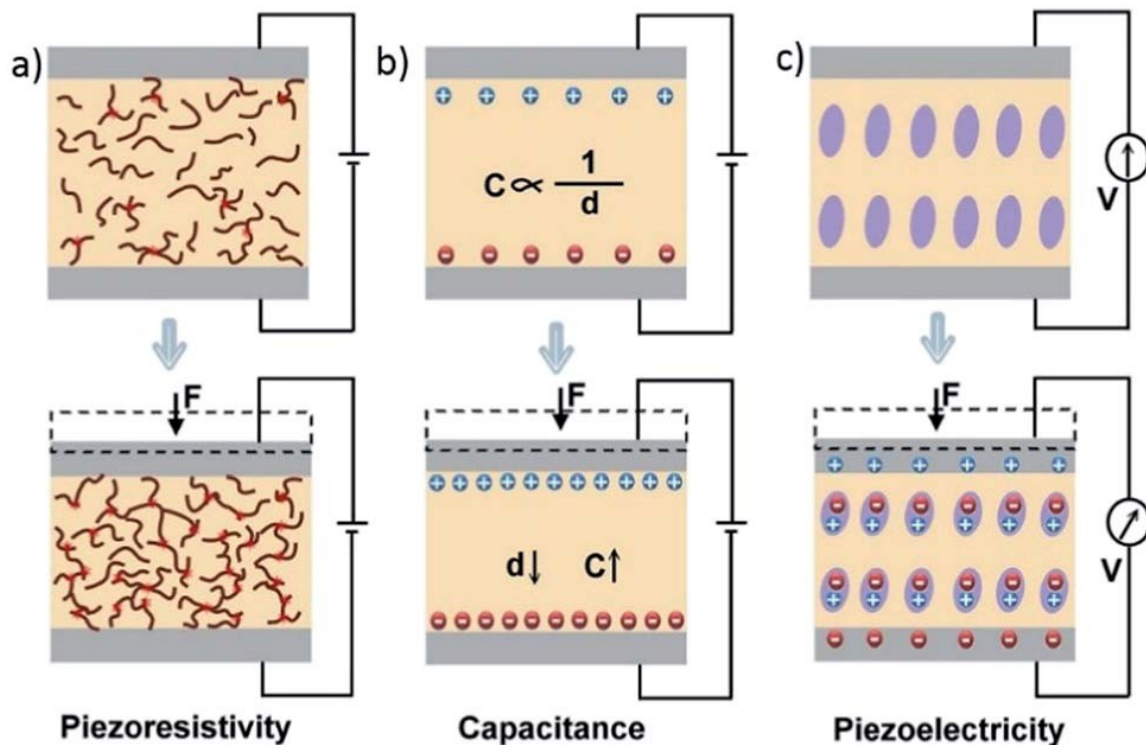 a)
b)
c)
C ∝ 1/d
V
F
F
F
d↓ C↑
V
Piezoresistivity
Capacitance
Piezoelectricity